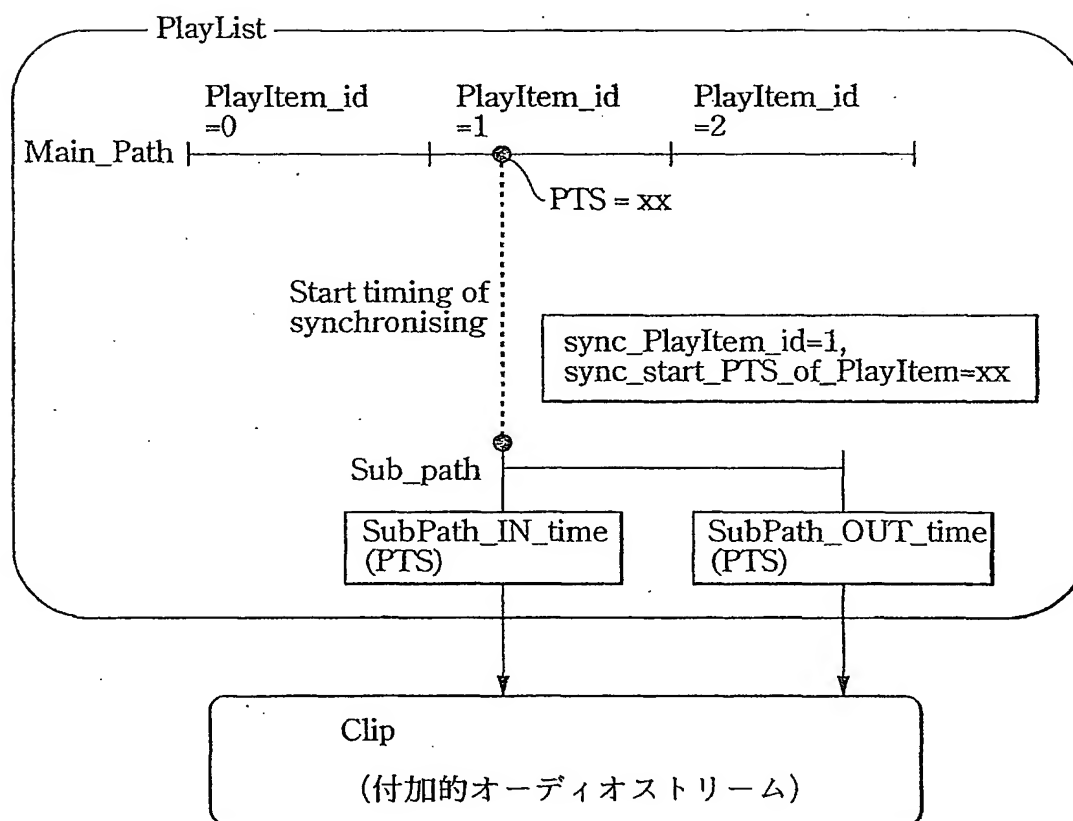 PlayList
PlayItem_id
=0
PlayItem_id
=1
PlayItem_id
=2
Main_Path
PTS = xx
Start timing of
synchronising
sync_PlayItem_id=1,
sync_start_PTS_of_PlayItem=xx
Sub_path
SubPath_IN_time
(PTS)
SubPath_OUT_time
(PTS)
Clip
(付加的オーディオストリーム)